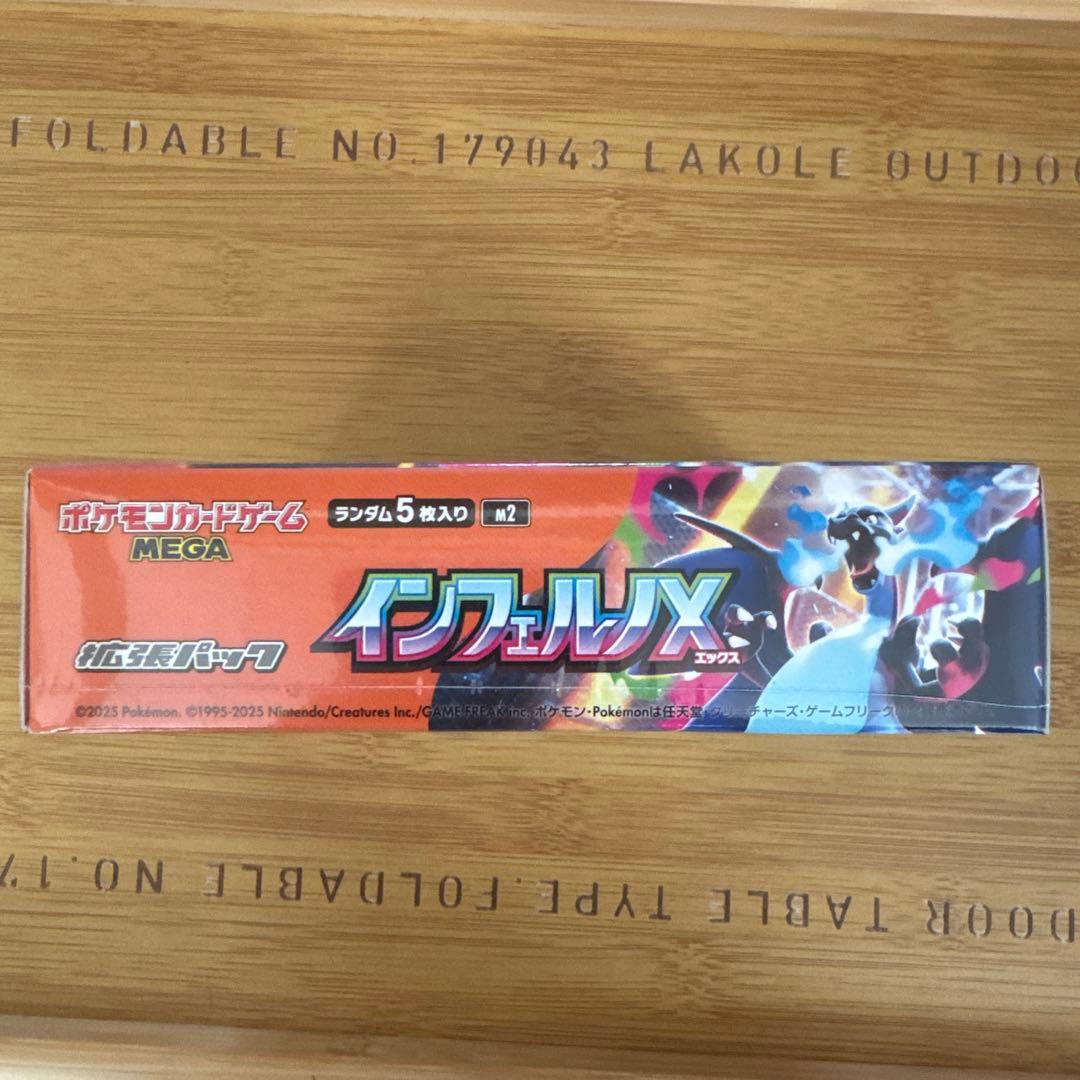 FOLDABLE NO.179043 LAKOLE OUTDOO
ポケモンカードゲーム
MEGA
ランダム5枚入り
M2
インフェルノX
エックス
拡張パック
©2025 Pokémon. ©1995-2025 Nintendo/Creatures Inc./GAME FREAK inc. ポケモン・Pokémonは任天堂・クリーチャーズ・ゲームフリーク
DOOR TABLE TYPE.FOLDABLE NO.17